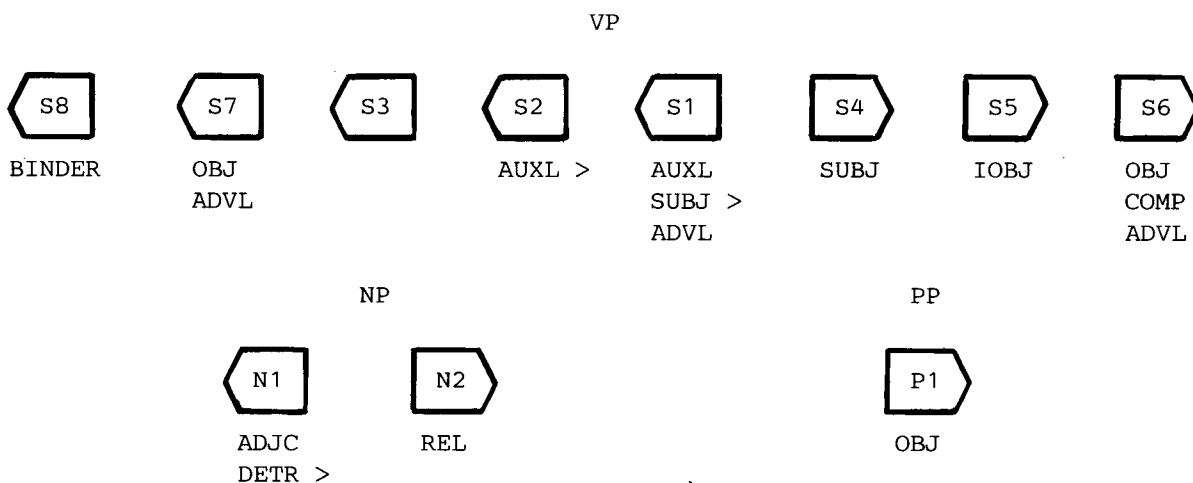 VP
S8 S7 S3 S2 S1 S4 S5 S6
BINDER OBJ AUXL > AUXL SUBJ IOBJ OBJ
ADVL SUBJ > COMP
ADVL ADVL
NP PP
N1 N2 P1
ADJC REL OBJ
DETR >